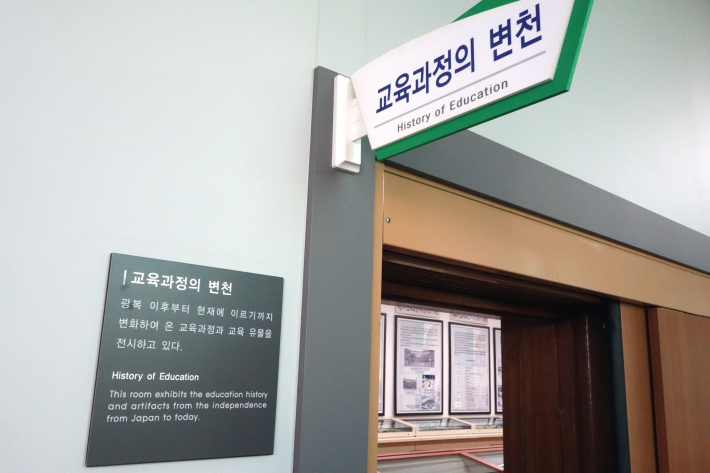 교육과정의 변천
History of Education
교육과정의 변천
광복 이후부터 현재에 이르기까지
변화하여 온 교육과정과 교육 유물을
전시하고 있다.
History of Education
This room exhibits the education history
and artifacts from the independence
from Japan to today.